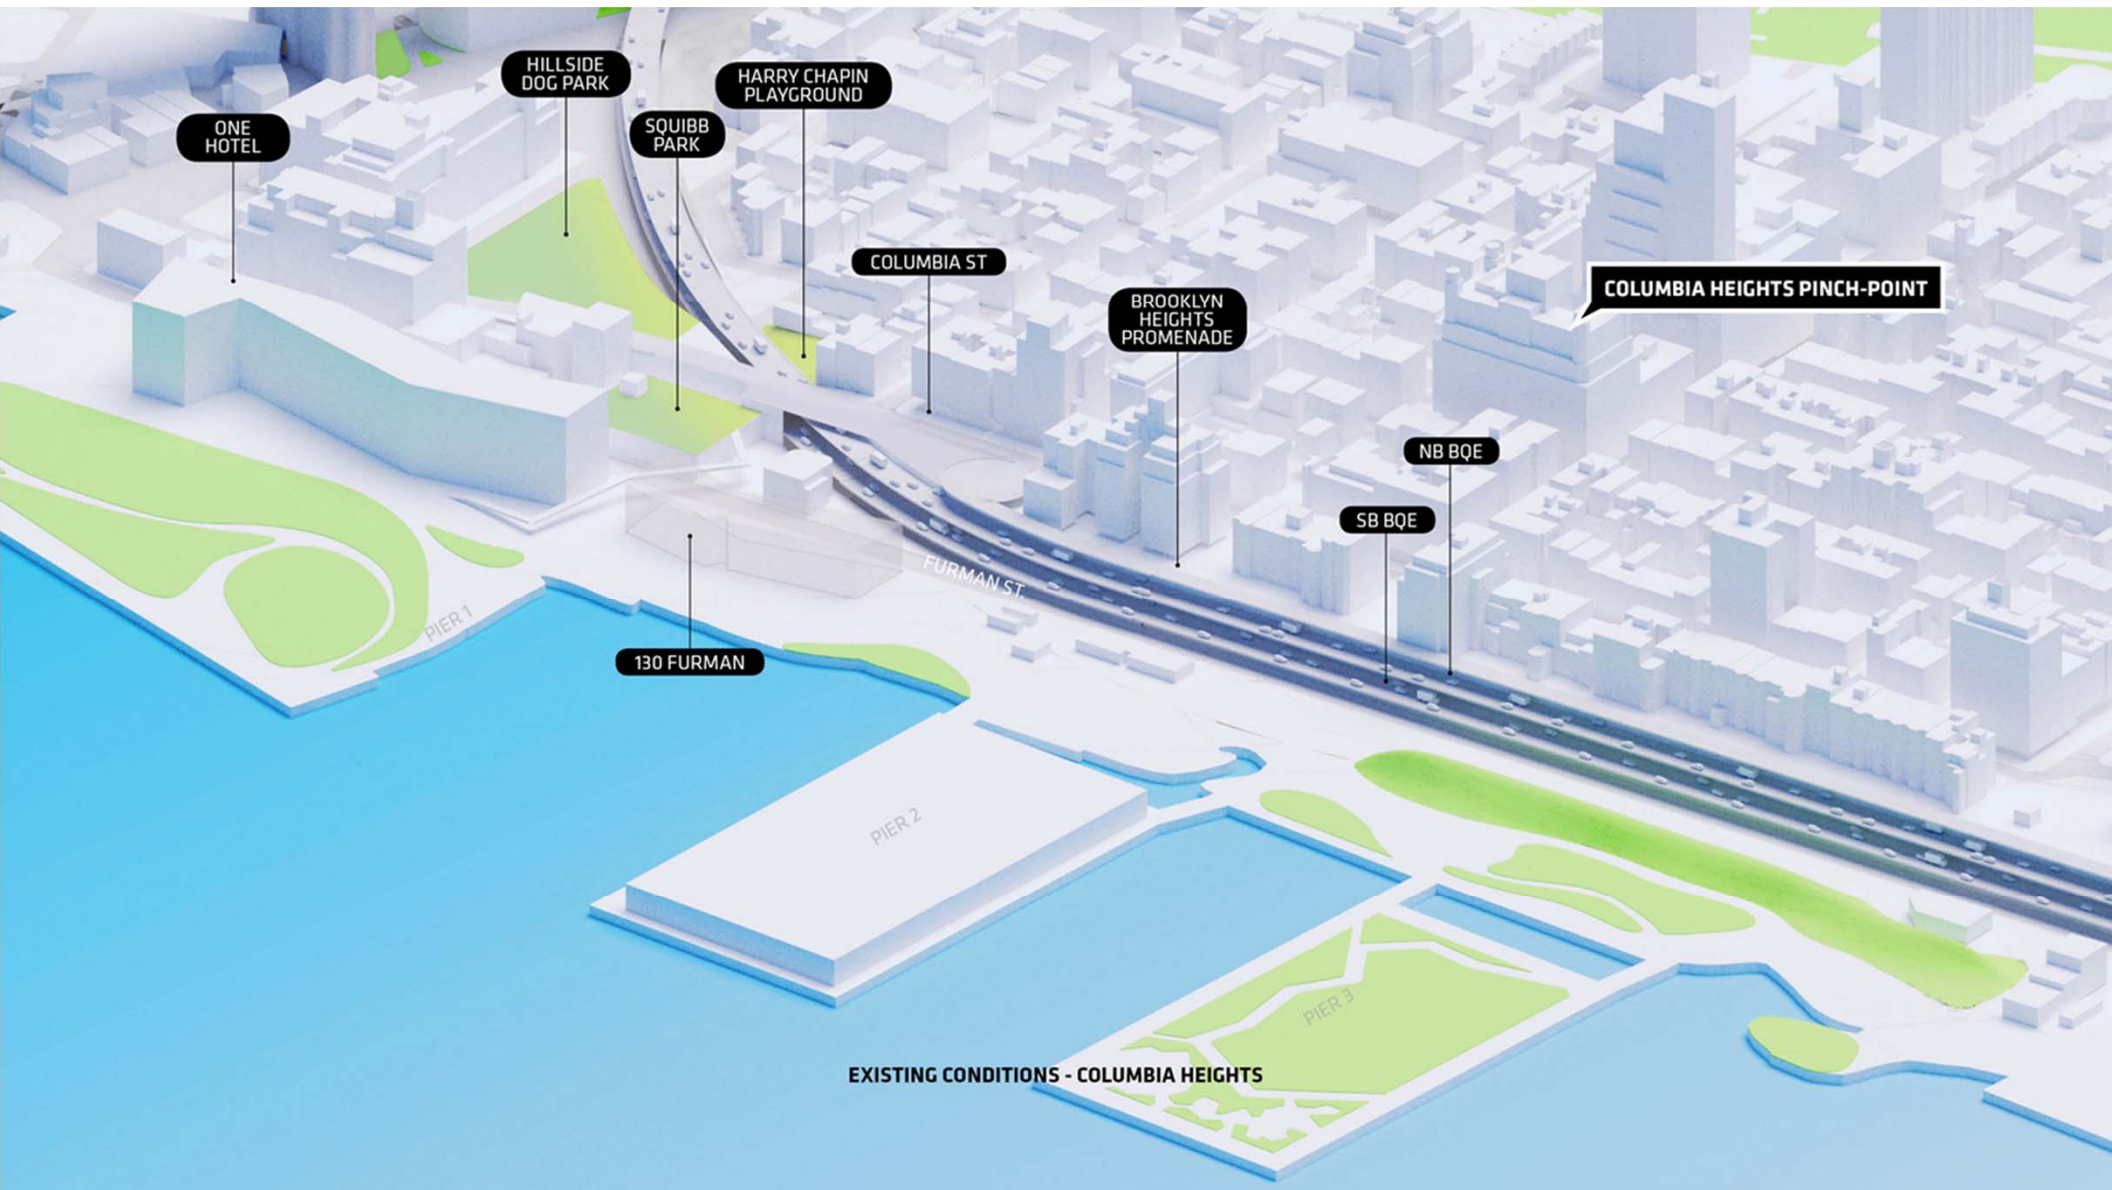 HILLSIDE
DOG PARK
HARRY CHAPIN
PLAYGROUND
ONE
HOTEL
SQUIBB
PARK
COLUMBIA ST
COLUMBIA HEIGHTS PINCH-POINT
BROOKLYN
HEIGHTS
PROMENADE
NB BQE
SB BQE
FURMAN ST.
PIER 1
130 FURMAN
PIER 2
PIER 3
EXISTING CONDITIONS - COLUMBIA HEIGHTS